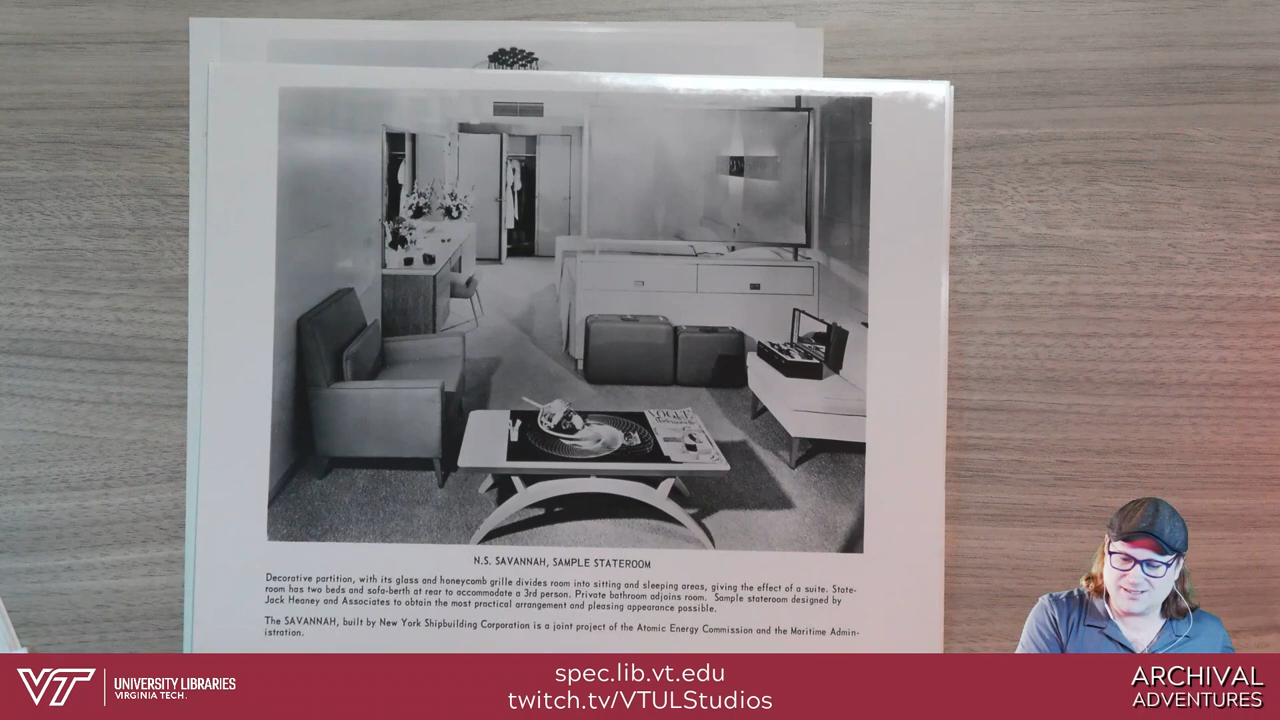 VOGUE
N.S. SAVANNAH, SAMPLE STATEROOM
Decorative partition, with its glass and honeycomb grille divides room into sitting and sleeping areas, giving the effect of a suite. State-
room has two beds and sofa-berth at rear to accommodate a 3rd person. Private bathroom adjoins room. Sample stateroom designed by
Jack Heaney and Associates to obtain the most practical arrangement and pleasing appearance possible.
The SAVANNAH, built by New York Shipbuilding Corporation is a joint project of the Atomic Energy Commission and the Maritime Admin-
istration.
VT
UNIVERSITY LIBRARIES
VIRGINIA TECH.
spec.lib.vt.edu
twitch.tv/VTULStudios
ARCHIVAL
ADVENTURES